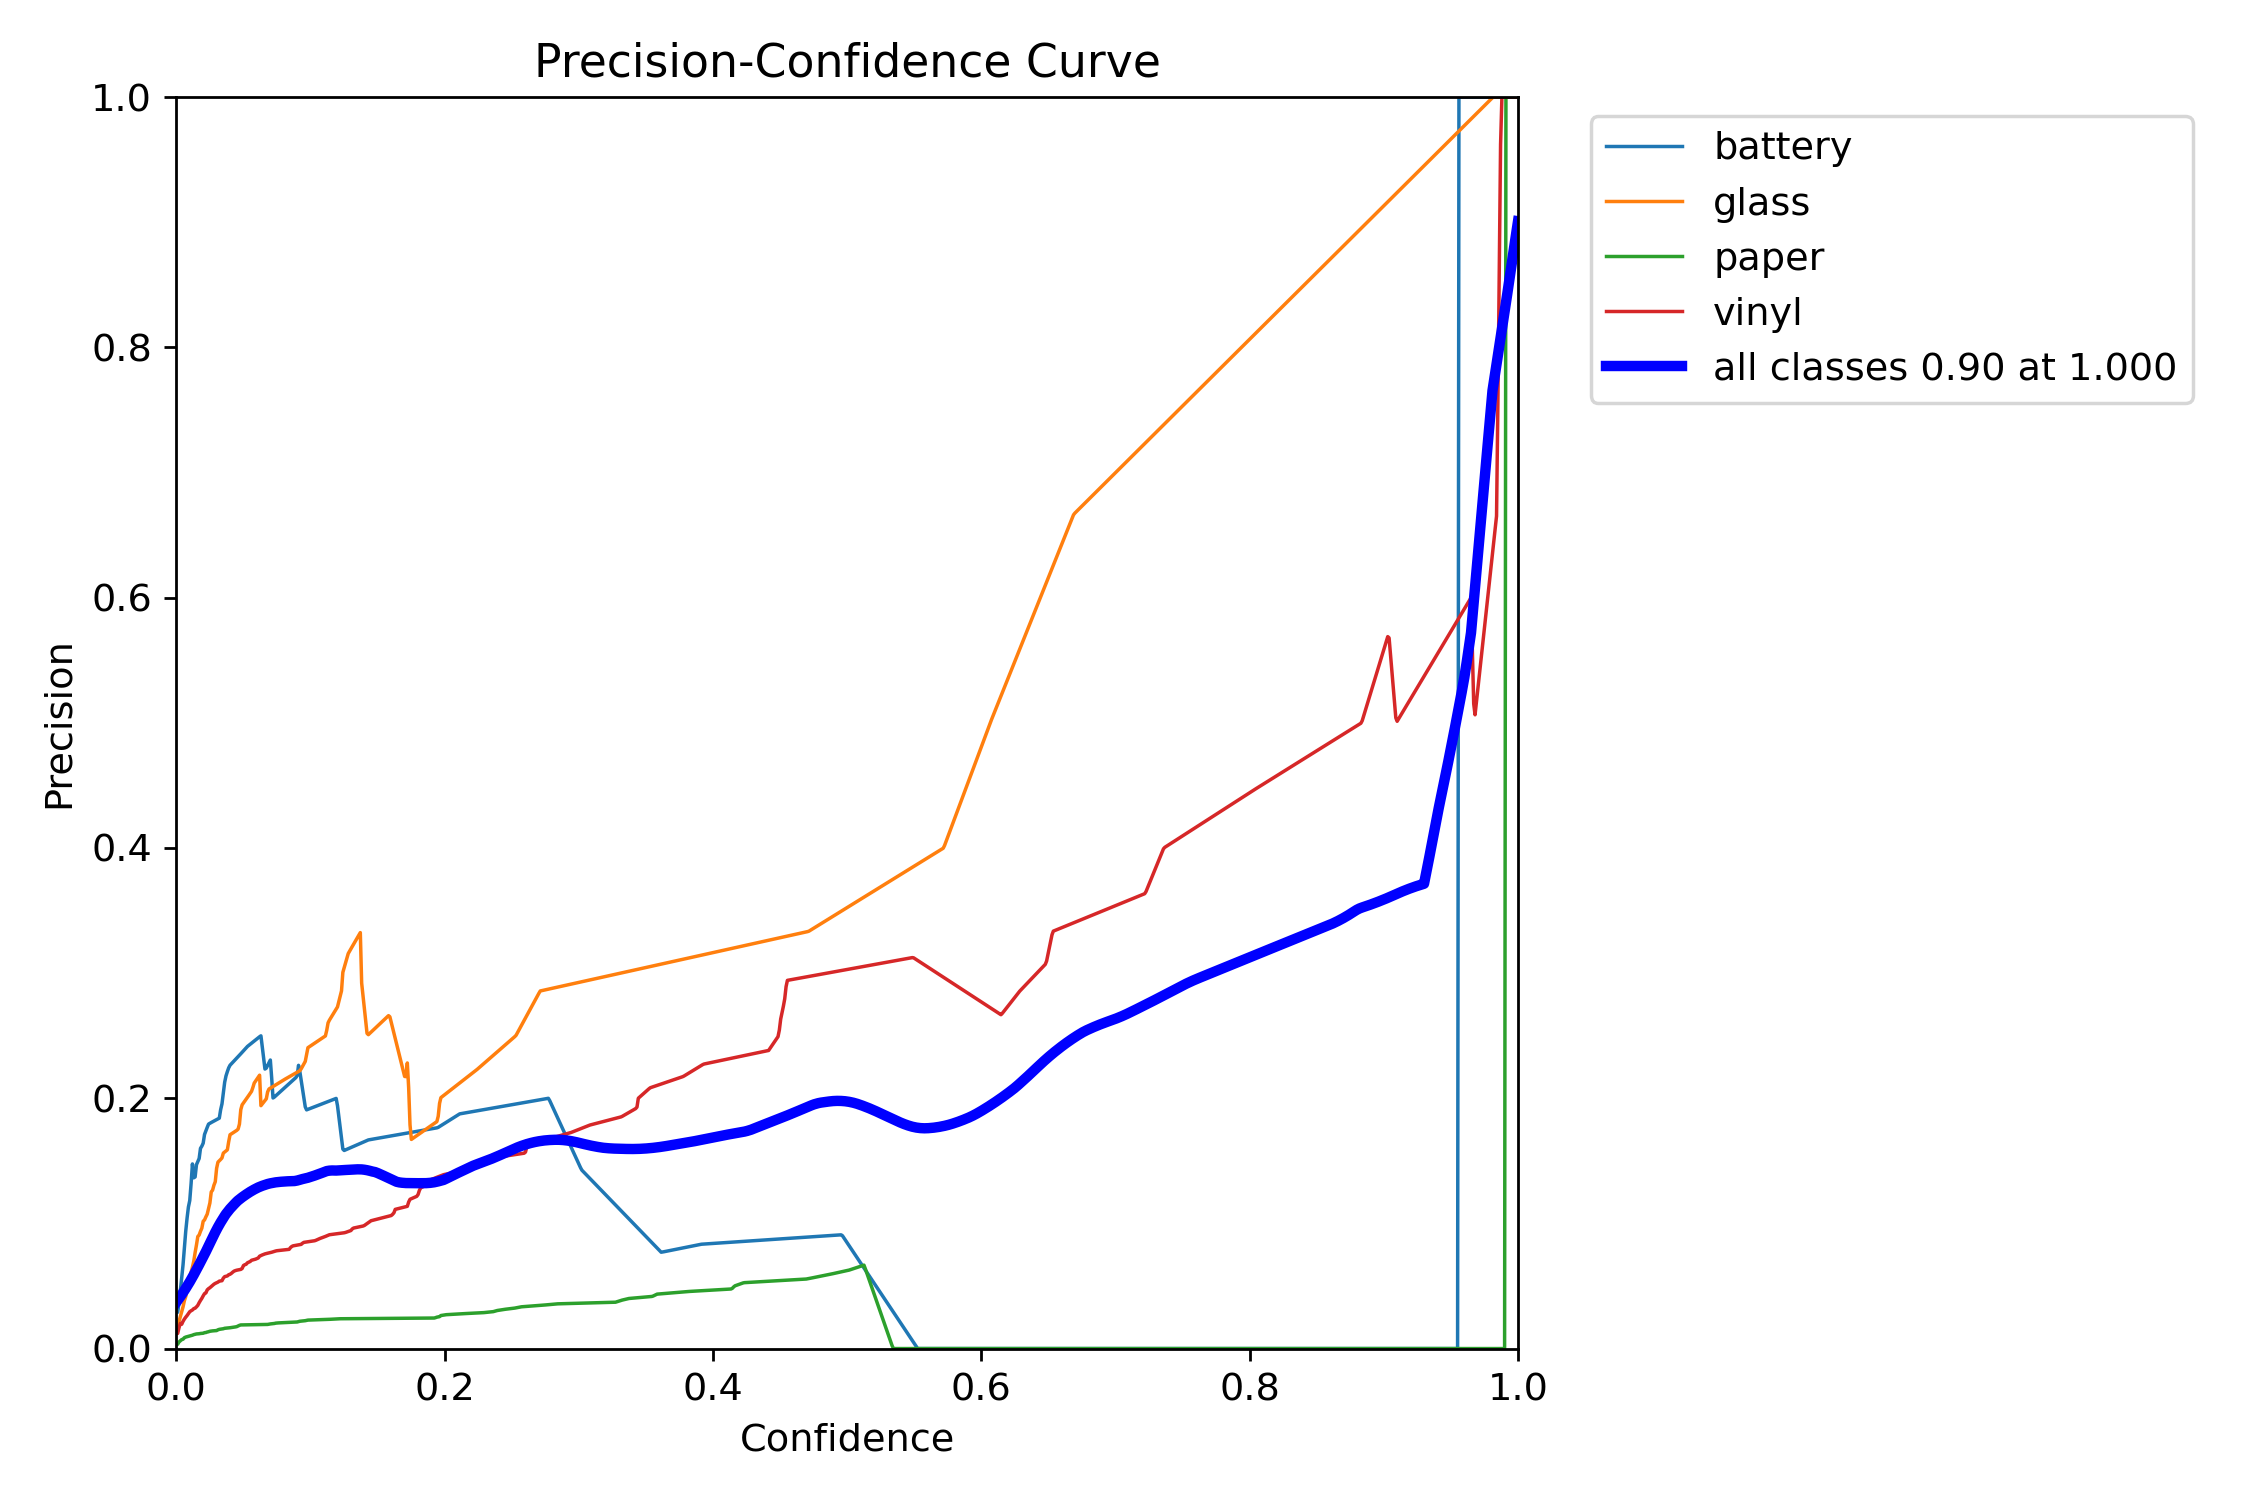 Precision-Confidence Curve
1.0
0.8
0.6
0.4
0.2
0.0
Precision
0.0 0.2 0.4 0.6 0.8 1.0
Confidence
battery
glass
paper
vinyl
all classes 0.90 at 1.000